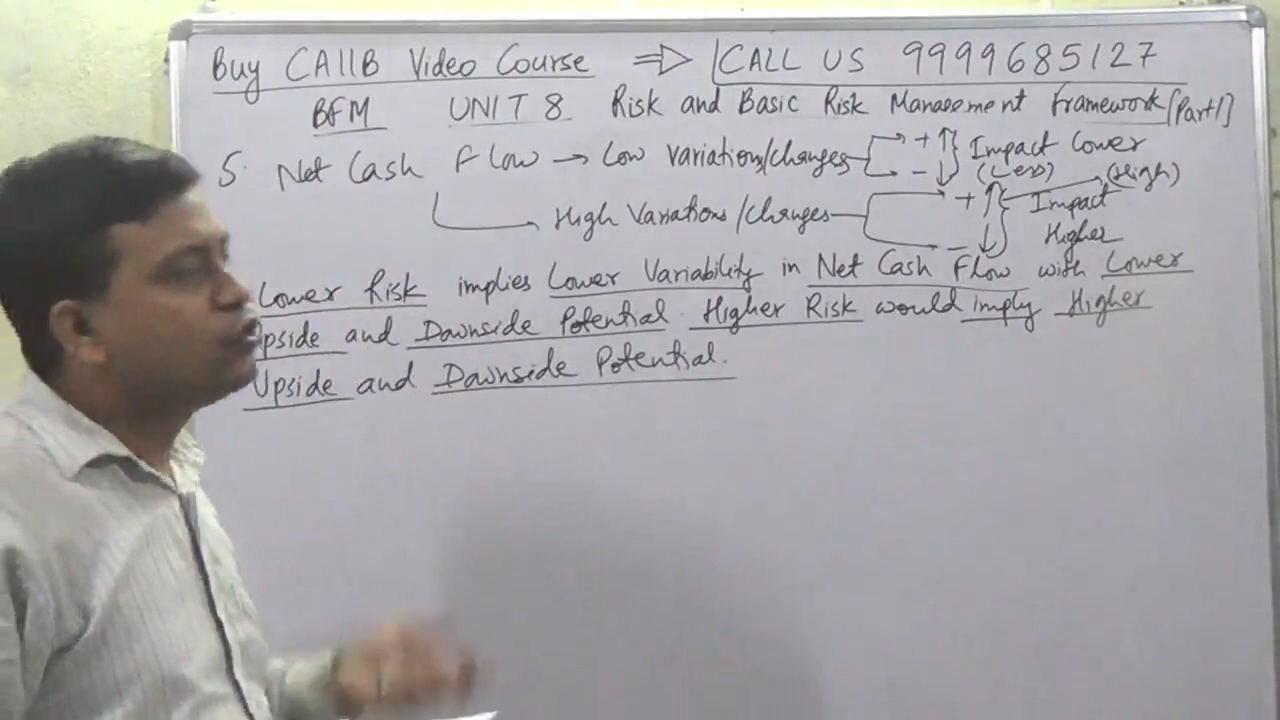 Buy CAIIB Video Course ⇒ CALL US 9999685127
BFM UNIT 8 Risk and Basic Risk Management Framework [Part 1]
5. Net Cash Flow → Low Variations/Changes + ↑ - ↓ Impact Lower
(Less) (High)
High Variations/Changes + ↑ - ↓ Impact
Higher
Lower Risk implies Lower Variability in Net Cash Flow with Lower
Upside and Downside Potential. Higher Risk would imply Higher
Upside and Downside Potential.